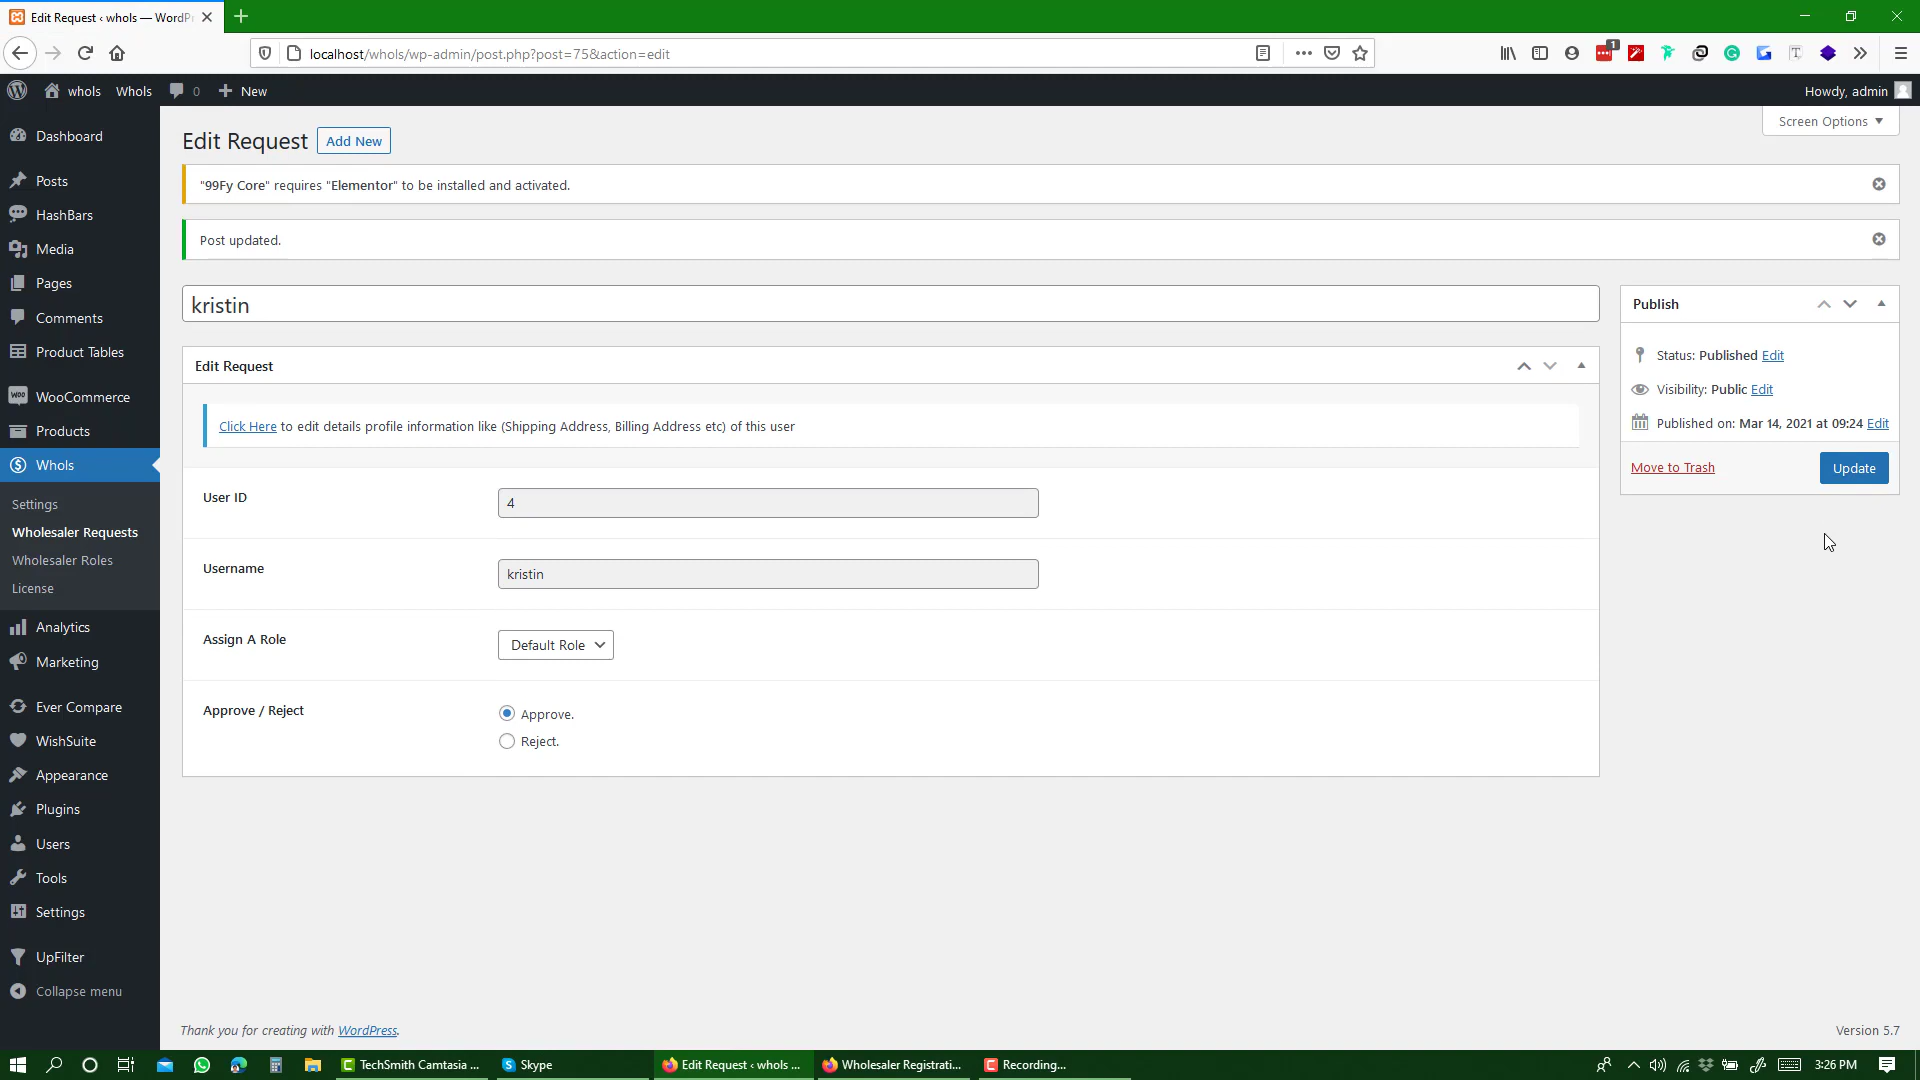 Edit Request ‹ whols — WordPr
localhost/whols/wp-admin/post.php?post=75&action=edit
1
whols
Whols
0
New
Howdy, admin
Screen Options
Dashboard
Posts
HashBars
Media
Pages
Comments
Product Tables
WooCommerce
Products
Whols
Settings
Wholesaler Requests
Wholesaler Roles
License
Analytics
Marketing
Ever Compare
WishSuite
Appearance
Plugins
Users
Tools
Settings
UpFilter
Collapse menu
Edit Request
Add New
"99Fy Core" requires "Elementor" to be installed and activated.
Post updated.
kristin
Edit Request
Click Here to edit details profile information like (Shipping Address, Billing Address etc) of this user
User ID
4
Username
kristin
Assign A Role
Default Role
Approve / Reject
Approve.
Reject.
Publish
Status: Published Edit
Visibility: Public Edit
Published on: Mar 14, 2021 at 09:24 Edit
Move to Trash
Update
Thank you for creating with WordPress.
Version 5.7
TechSmith Camtasia ...
Skype
Edit Request ‹ whols ...
Wholesaler Registrati...
Recording...
3:26 PM